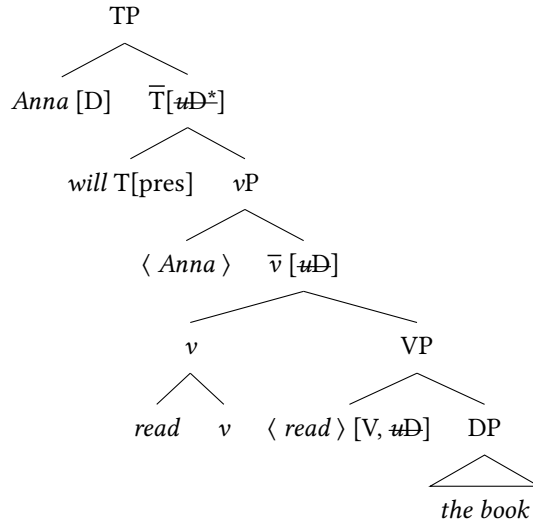 TP
Anna [D] T̅[uD*]
will T[pres] vP
⟨ Anna ⟩ v̅ [uD]
v VP
read v ⟨ read ⟩ [V, uD] DP
the book